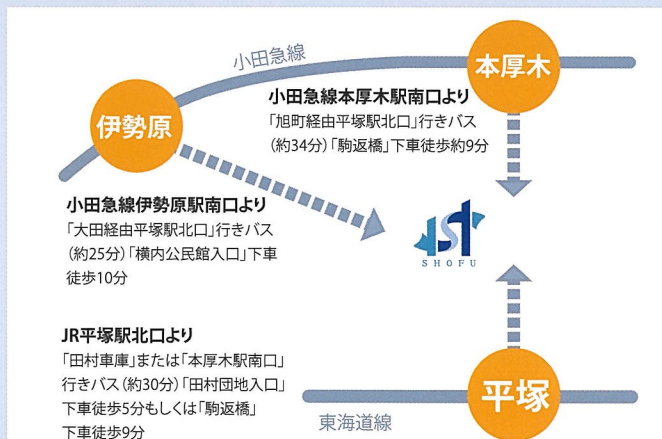 小田急線
本厚木
伊勢原
小田急線本厚木駅南口より
「旭町経由平塚駅北口」行きバス
(約34分)「駒返橋」下車徒歩約9分
小田急線伊勢原駅南口より
「大田経由平塚駅北口」行きバス
(約25分)「横内公民館入口」下車
徒歩10分
SHOFU
JR平塚駅北口より
「田村車庫」または「本厚木駅南口」
行きバス(約30分)「田村団地入口」
下車徒歩5分もしくは「駒返橋」
下車徒歩9分
平塚
東海道線